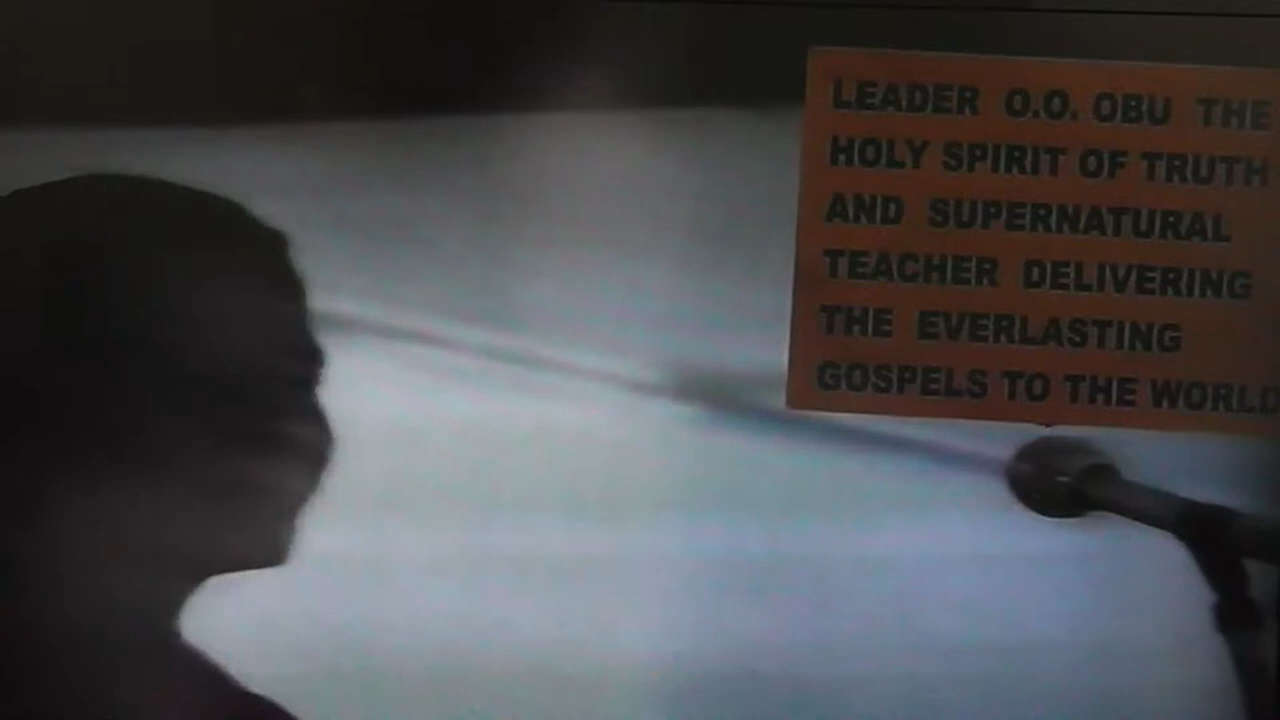 LEADER O.O. OBU THE
HOLY SPIRIT OF TRUTH
AND SUPERNATURAL
TEACHER DELIVERING
THE EVERLASTING
GOSPELS TO THE WORLD